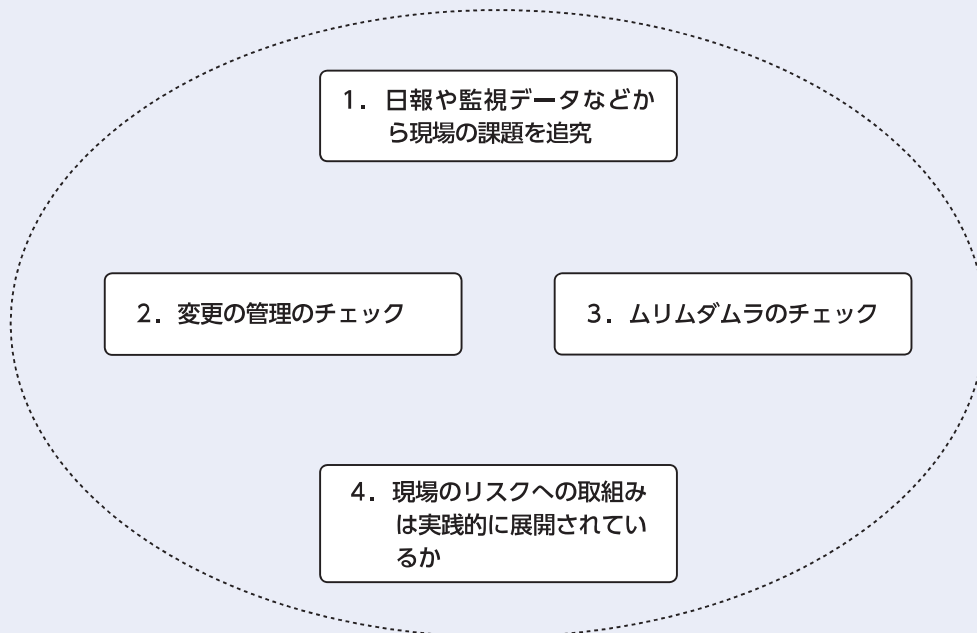 1. 日報や監視データなどか
ら現場の課題を追究
2. 変更の管理のチェック
3. ムリムダムラのチェック
4. 現場のリスクへの取組み
は実践的に展開されてい
るか